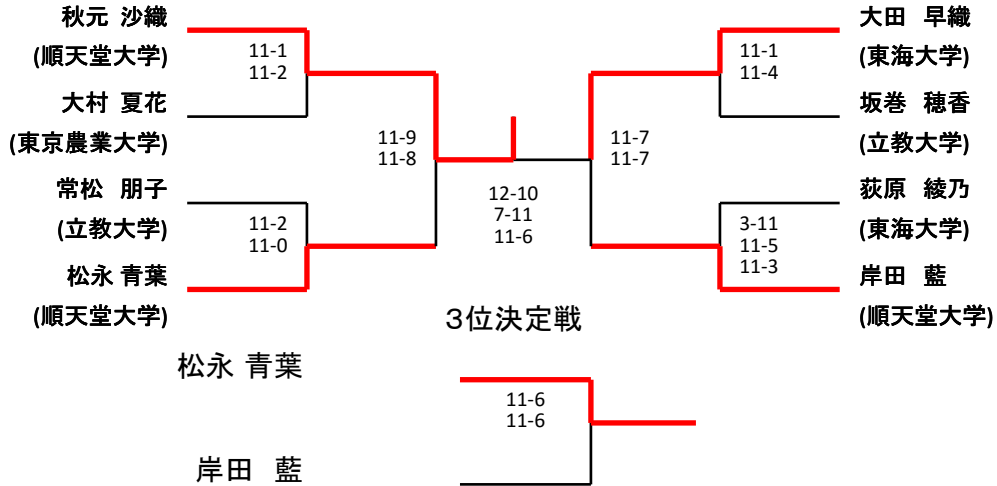 秋元 沙織
(順天堂大学)
大村 夏花
(東京農業大学)
常松 朋子
(立教大学)
松永 青葉
(順天堂大学)
11-1
11-2
11-2
11-0
11-9
11-8
12-10
7-11
11-6
11-7
11-7
11-1
11-4
3-11
11-5
11-3
大田 早織
(東海大学)
坂巻 穂香
(立教大学)
荻原 綾乃
(東海大学)
岸田 藍
(順天堂大学)
３位決定戦
松永 青葉
11-6
11-6
岸田 藍